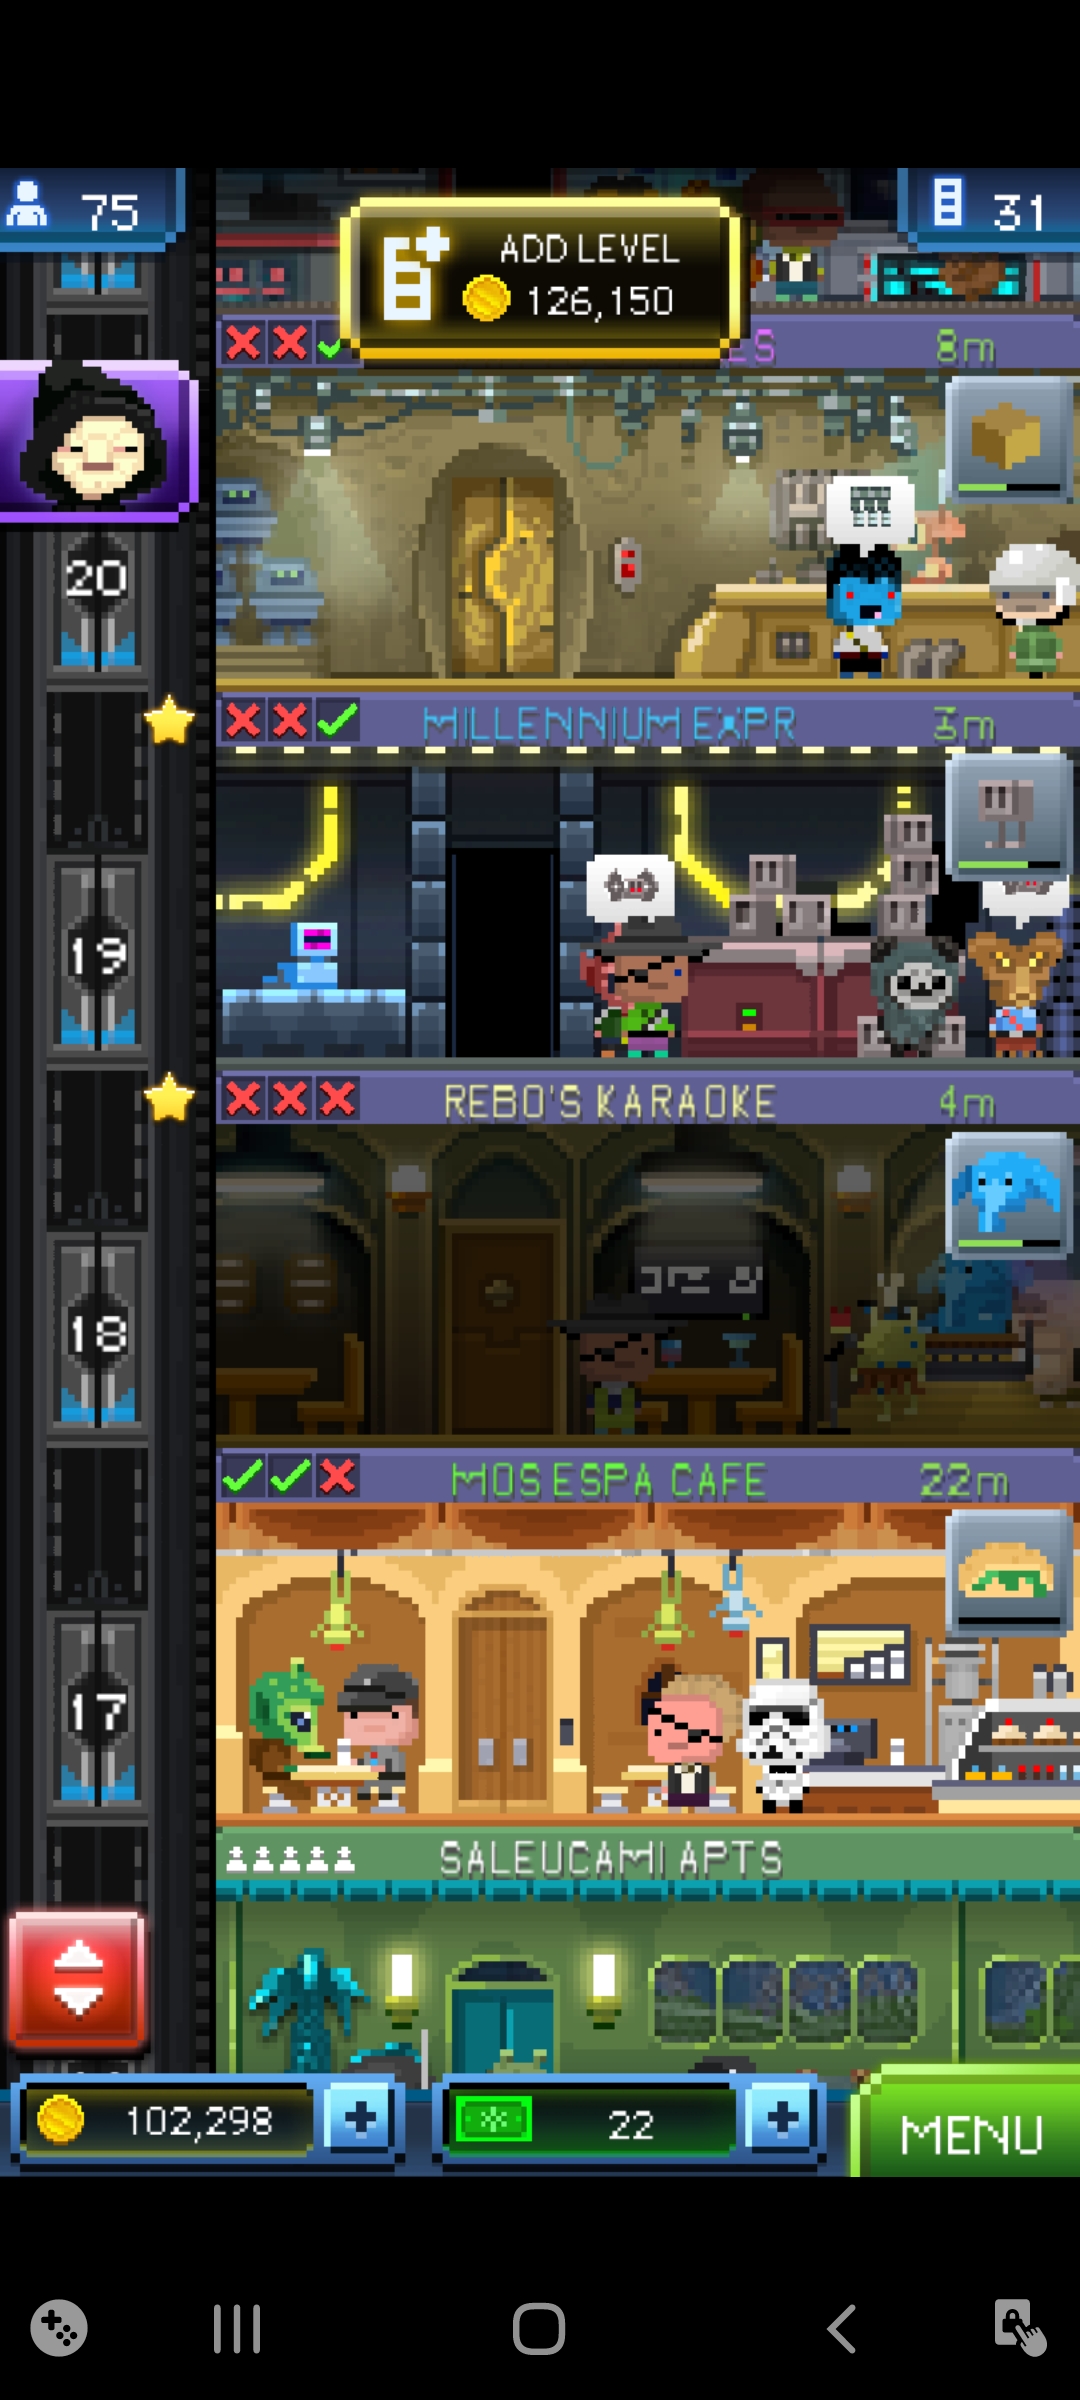 75
ADD LEVEL
126,150
31
ES
8m
20
MILLENNIUM EXPR
3m
19
REBO'S KARAOKE
4m
18
MOS ESPA CAFE
22m
17
SALEUCAMI APTS
102,298
22
MENU